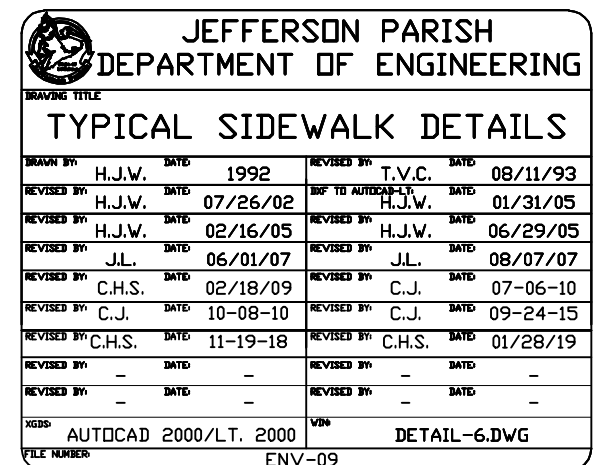 JEFFERSON PARISH
DEPARTMENT OF ENGINEERING
DRAWING TITLE
TYPICAL SIDEWALK DETAILS
DRAWN BY: H.J.W. DATE: 1992 REVISED BY: T.V.C. DATE: 08/11/93
REVISED BY: H.J.W. DATE: 07/26/02 DXF TO AUTOCAD-LT: H.J.W. DATE: 01/31/05
REVISED BY: H.J.W. DATE: 02/16/05 REVISED BY: H.J.W. DATE: 06/29/05
REVISED BY: J.L. DATE: 06/01/07 REVISED BY: J.L. DATE: 08/07/07
REVISED BY: C.H.S. DATE: 02/18/09 REVISED BY: C.J. DATE: 07-06-10
REVISED BY: C.J. DATE: 10-08-10 REVISED BY: C.J. DATE: 09-24-15
REVISED BY: C.H.S. DATE: 11-19-18 REVISED BY: C.H.S. DATE: 01/28/19
REVISED BY: - DATE: - REVISED BY: - DATE: -
REVISED BY: - DATE: - REVISED BY: - DATE: -
XGDS: AUTOCAD 2000/LT. 2000 WIN: DETAIL-6.DWG
FILE NUMBER: ENV-09